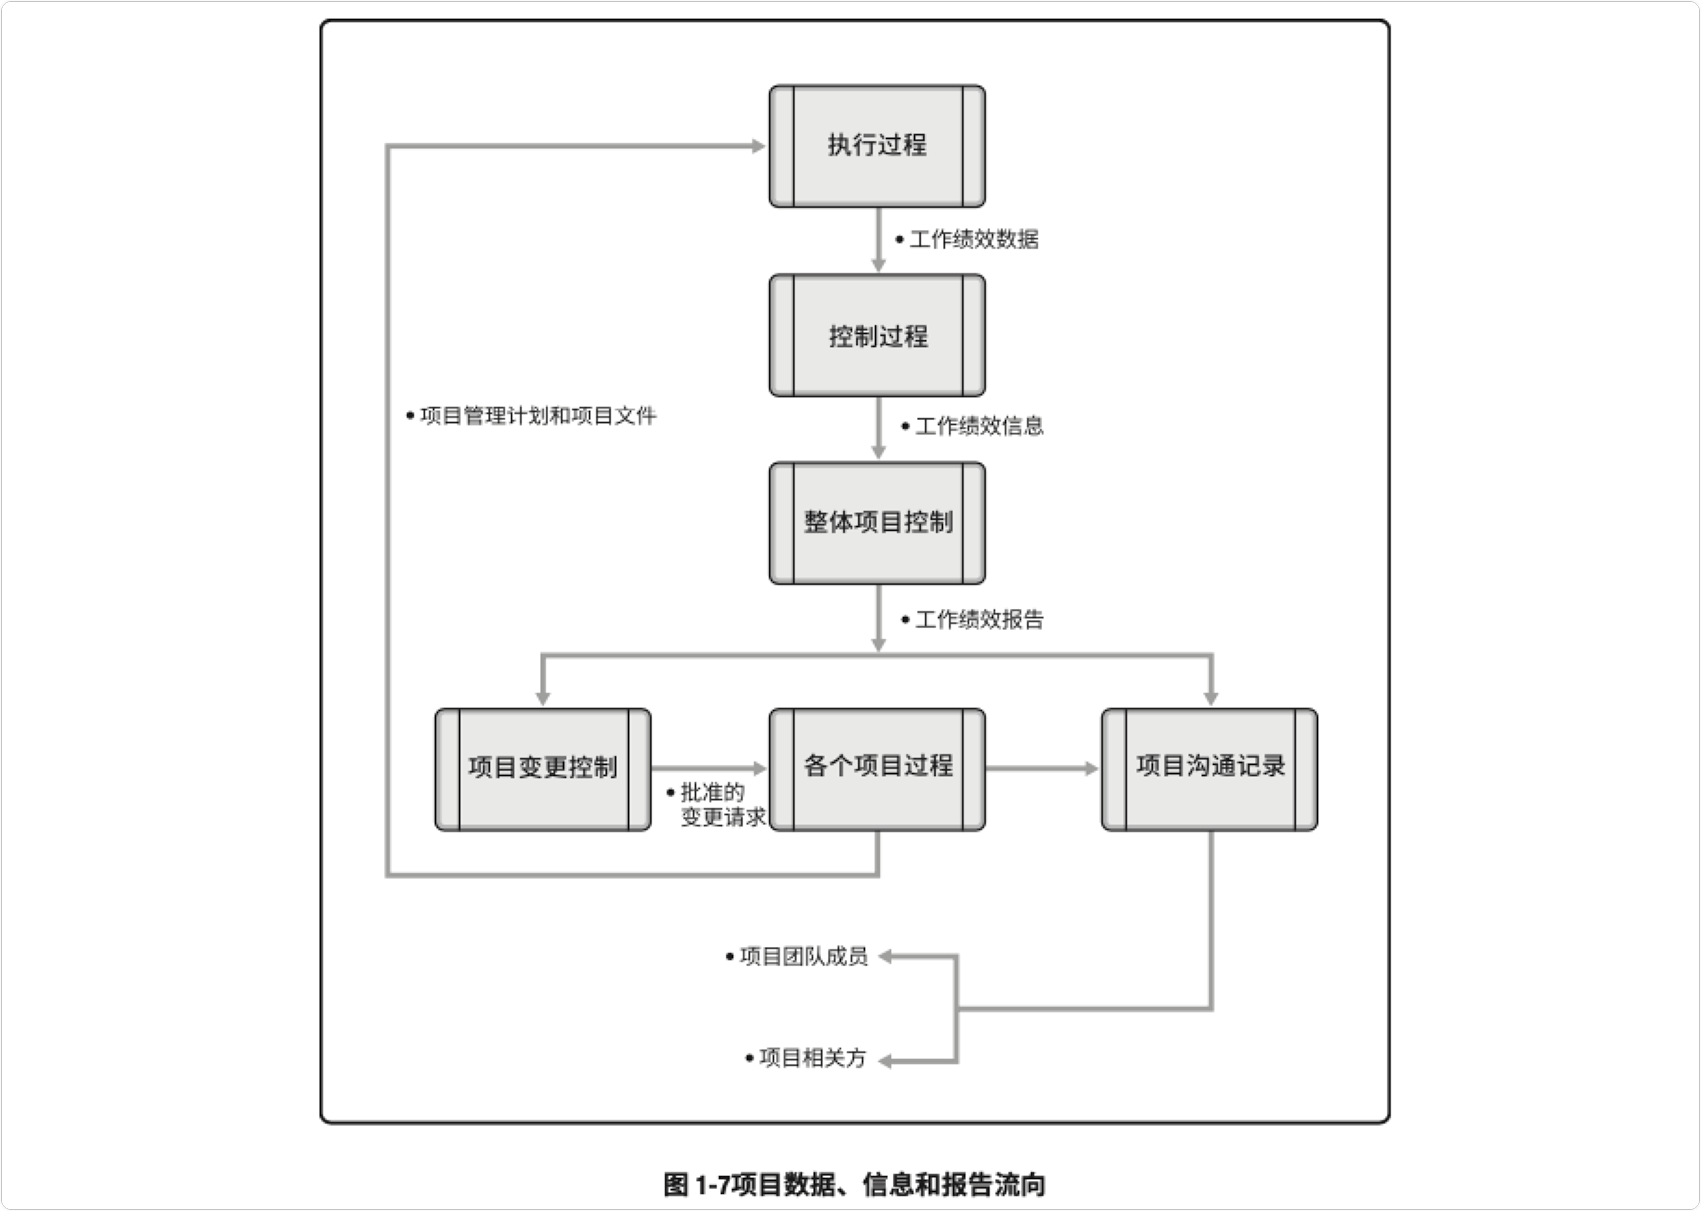 执行过程
• 工作绩效数据
控制过程
• 项目管理计划和项目文件
• 工作绩效信息
整体项目控制
• 工作绩效报告
项目变更控制
• 批准的
变更请求
各个项目过程
项目沟通记录
• 项目团队成员
• 项目相关方
图 1-7项目数据、信息和报告流向